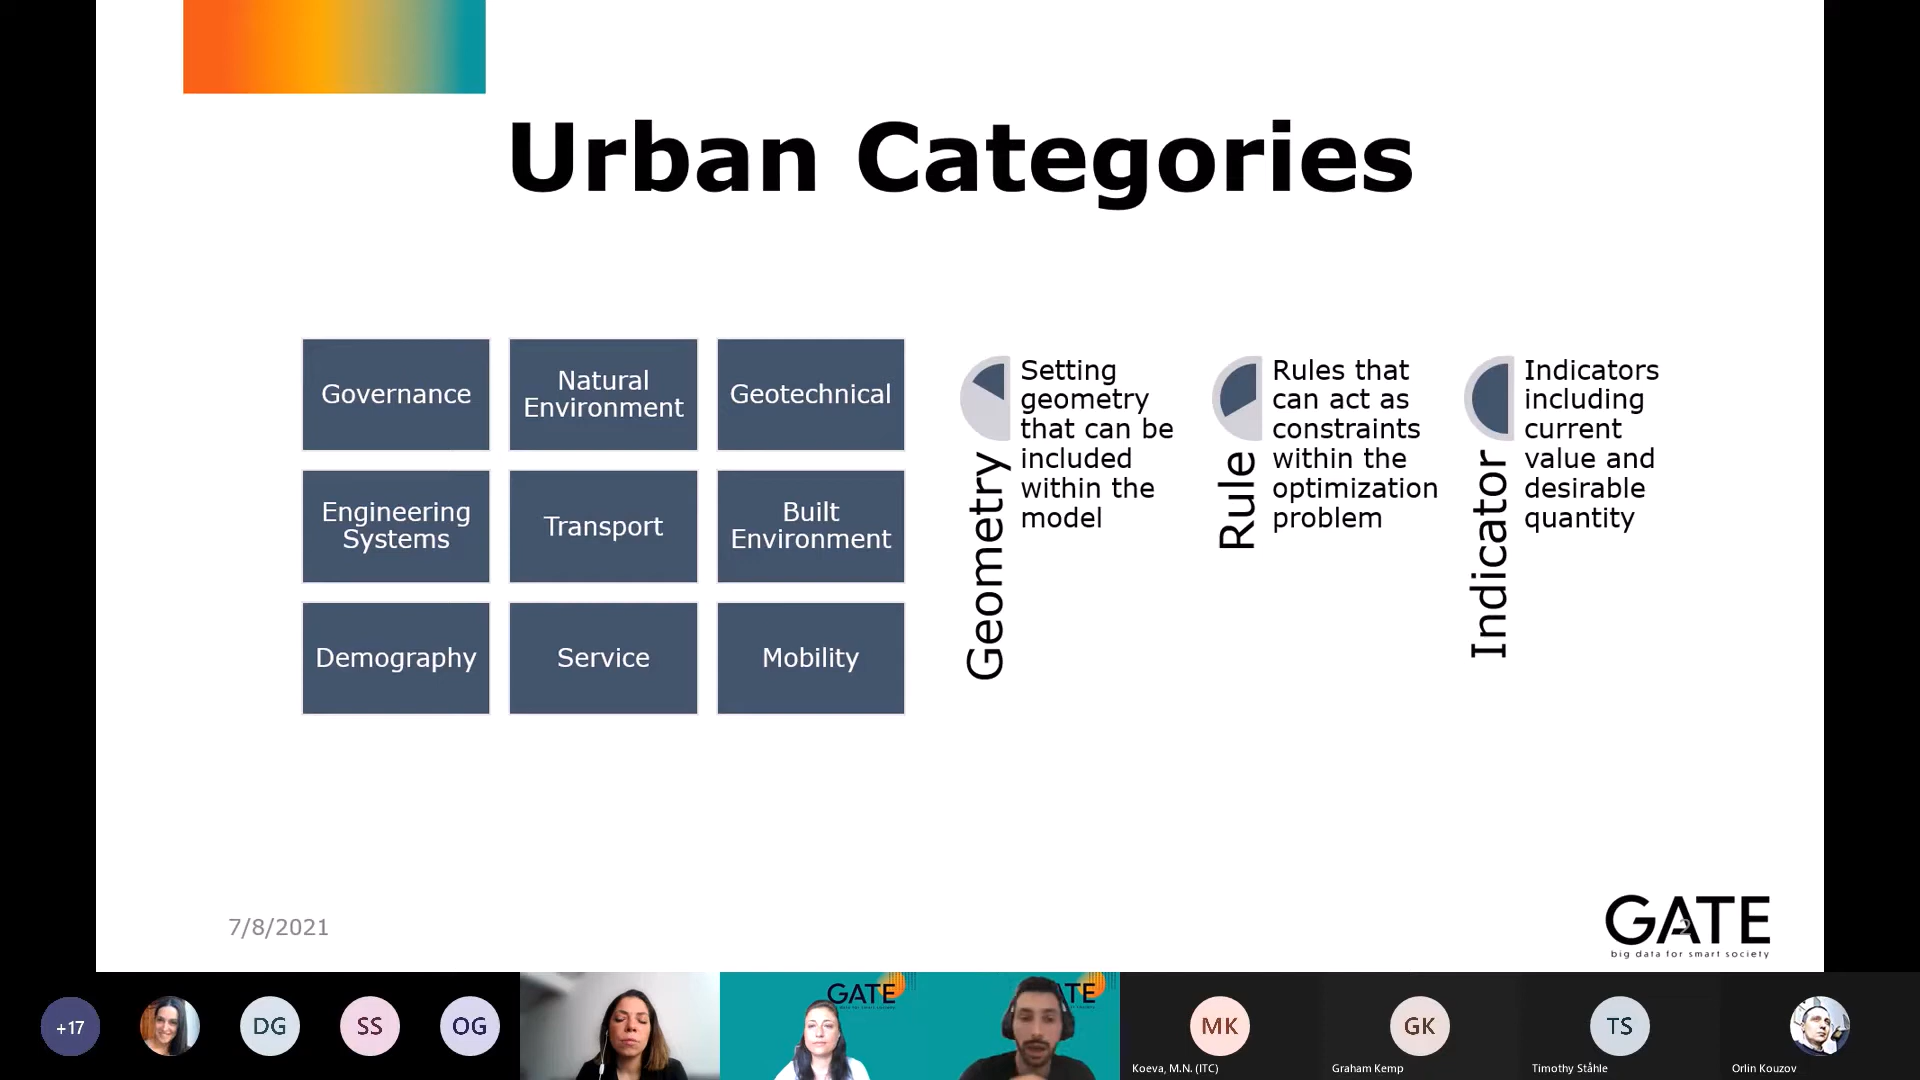 Urban Categories
Governance
Natural
Environment
Geotechnical
Engineering
Systems
Transport
Built
Environment
Demography
Service
Mobility
Geometry
Setting
geometry
that can be
included
within the
model
Rule
Rules that
can act as
constraints
within the
optimization
problem
Indicator
Indicators
including
current
value and
desirable
quantity
7/8/2021
GATE
2
big data for smart society
+17
DG
SS
OG
GATE
ATE
MK
Koeva, M.N. (ITC)
GK
Graham Kemp
TS
Timothy Ståhle
Orlin Kouzov